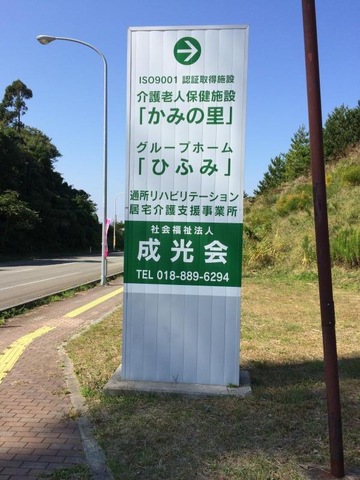 ISO9001 認証取得施設
介護老人保健施設
「かみの里」
グループホーム
「ひふみ」
通所リハビリテーション
居宅介護支援事業所
社会福祉法人
成光会
TEL 018-889-6294